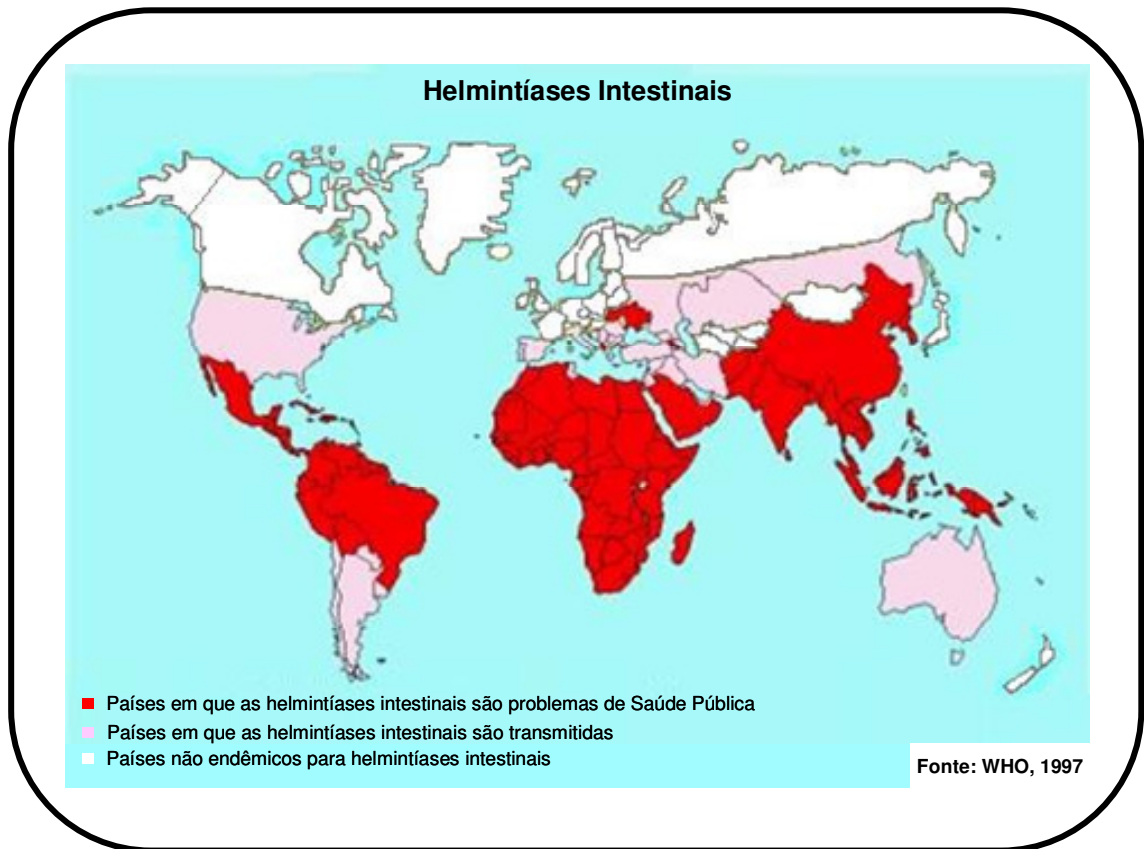 Helmintíases Intestinais
Países em que as helmintíases intestinais são problemas de Saúde Pública
Países em que as helmintíases intestinais são transmitidas
Países não endêmicos para helmintíases intestinais
Fonte: WHO, 1997